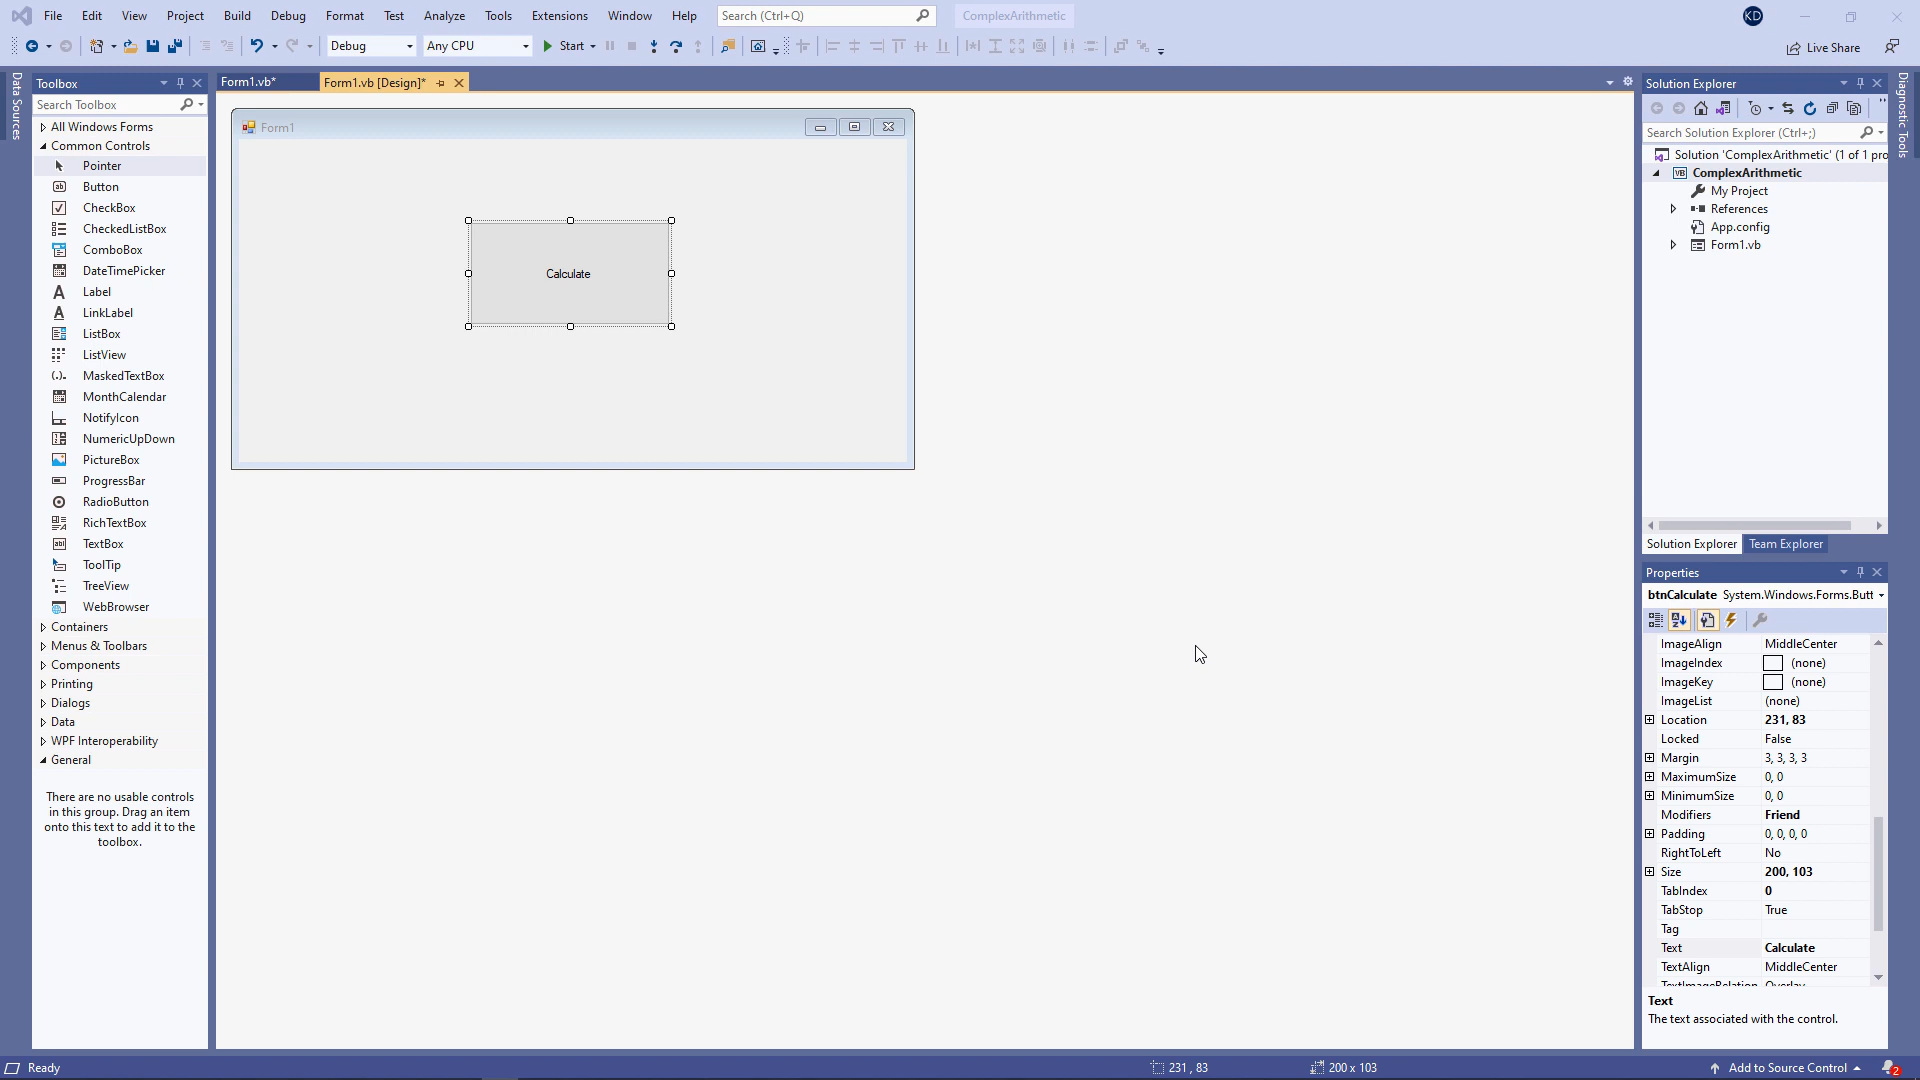 File Edit View Project Build Debug Format Test Analyze Tools Extensions Window Help Search (Ctrl+Q) ComplexArithmetic KD
Debug Any CPU Start Live Share
Data Sources
Toolbox
Search Toolbox
All Windows Forms
Common Controls
Pointer
Button
CheckBox
CheckedListBox
ComboBox
DateTimePicker
Label
LinkLabel
ListBox
ListView
MaskedTextBox
MonthCalendar
NotifyIcon
NumericUpDown
PictureBox
ProgressBar
RadioButton
RichTextBox
TextBox
ToolTip
TreeView
WebBrowser
Containers
Menus & Toolbars
Components
Printing
Dialogs
Data
WPF Interoperability
General
There are no usable controls
in this group. Drag an item
onto this text to add it to the
toolbox.
Form1.vb* Form1.vb [Design]*
Form1
Calculate
Solution Explorer
Search Solution Explorer (Ctrl+;)
Solution 'ComplexArithmetic' (1 of 1 pro
VB ComplexArithmetic
My Project
References
App.config
Form1.vb
Solution Explorer Team Explorer
Diagnostic Tools
Properties
btnCalculate System.Windows.Forms.Butt
ImageAlign MiddleCenter
ImageIndex (none)
ImageKey (none)
ImageList (none)
Location 231, 83
Locked False
Margin 3, 3, 3, 3
MaximumSize 0, 0
MinimumSize 0, 0
Modifiers Friend
Padding 0, 0, 0, 0
RightToLeft No
Size 200, 103
TabIndex 0
TabStop True
Tag
Text Calculate
TextAlign MiddleCenter
TextImageRelation Overlay
Text
The text associated with the control.
Ready 231 , 83 200 x 103 Add to Source Control 2